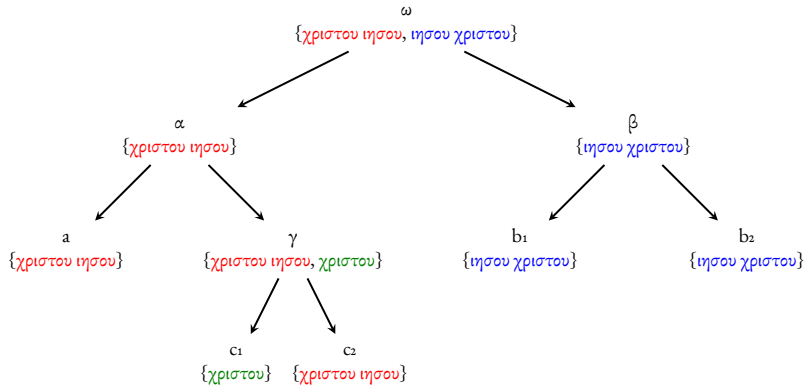 ω
{χριστου ιησου, ιησου χριστου}
α
{χριστου ιησου}
β
{ιησου χριστου}
a
{χριστου ιησου}
γ
{χριστου ιησου, χριστου}
b1
{ιησου χριστου}
b2
{ιησου χριστου}
c1
{χριστου}
c2
{χριστου ιησου}